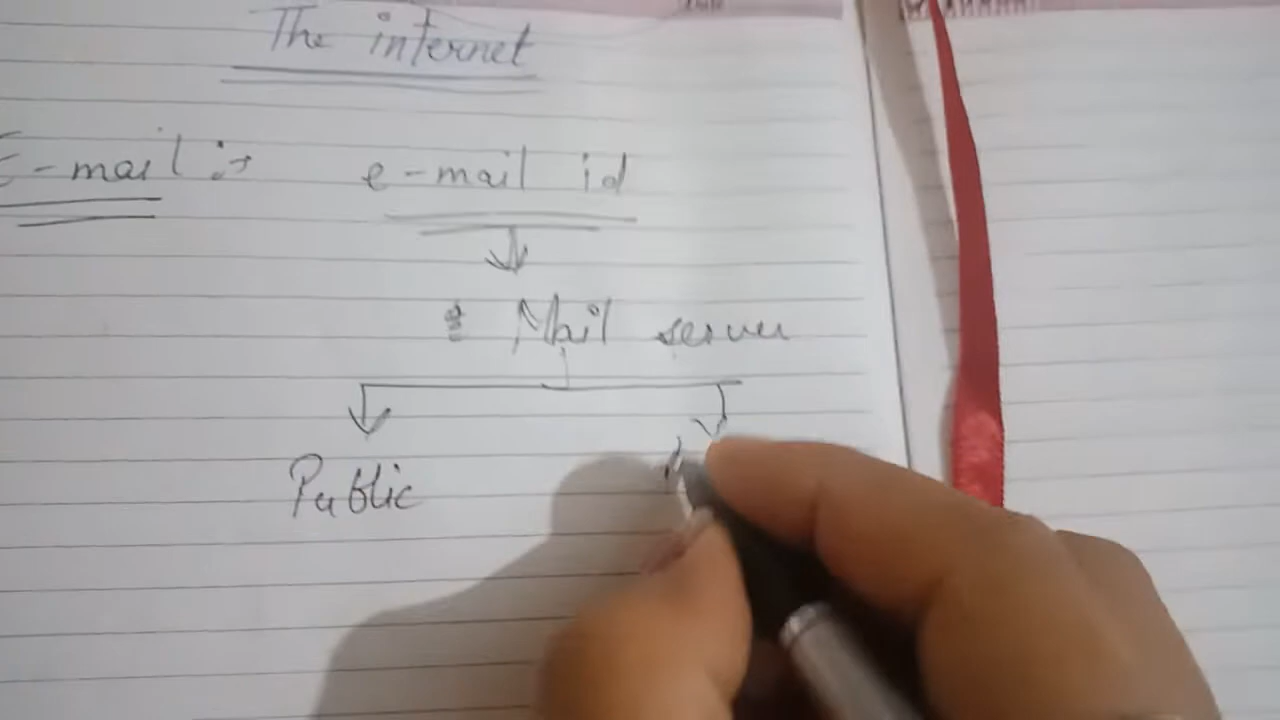 The internet
E-mail :→ e-mail id
Mail server
Public